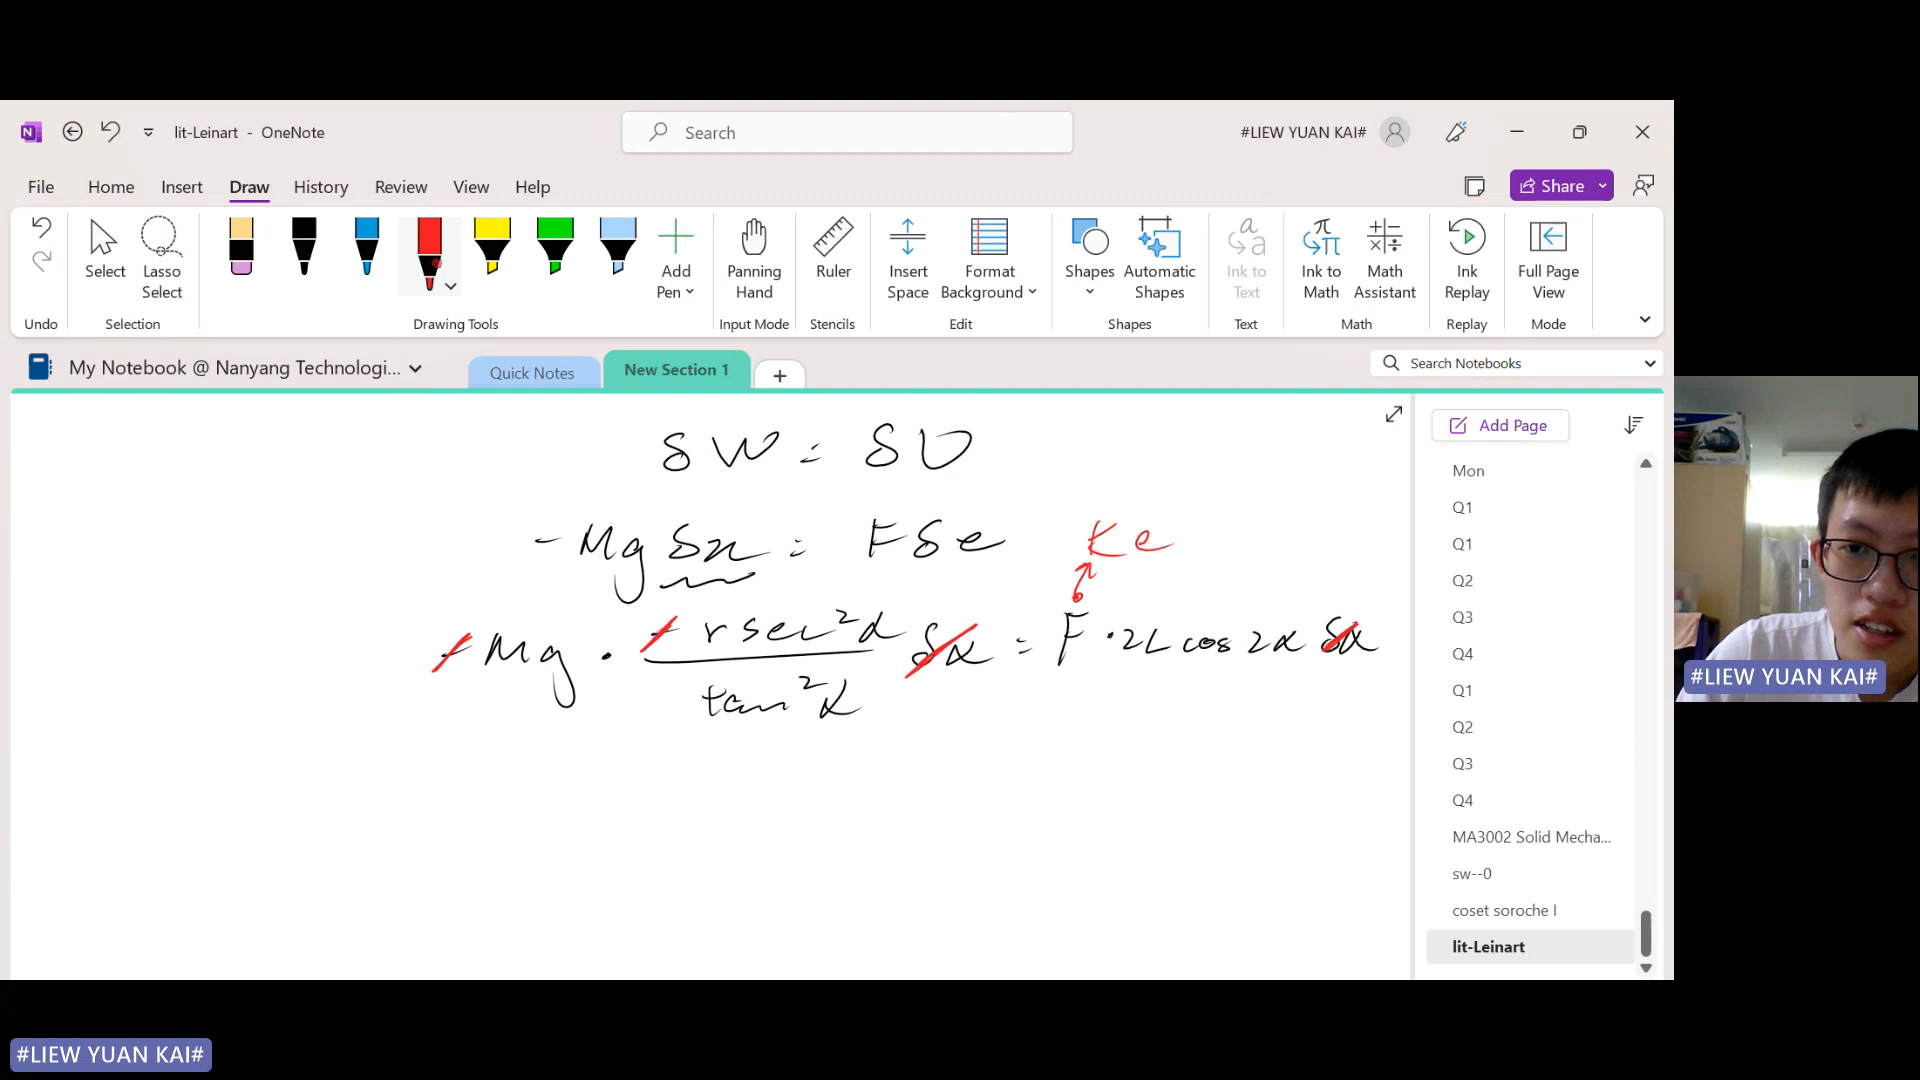 lit-Leinart - OneNote
Search
#LIEW YUAN KAI#
File Home Insert Draw History Review View Help
Share
Select
Lasso Select
Add Pen
Panning Hand
Ruler
Insert Space
Format Background
Shapes
Automatic Shapes
Ink to Text
Ink to Math
Math Assistant
Ink Replay
Full Page View
Undo
Selection
Drawing Tools
Input Mode
Stencils
Edit
Shapes
Text
Math
Replay
Mode
My Notebook @ Nanyang Technologi...
Quick Notes
New Section 1
Search Notebooks
δW = δU
-Mg δx = Fδe Ke
-Mg · - r sec²α / tan²α δα = F · 2L cos 2α δα
Add Page
Mon
Q1
Q1
Q2
Q3
Q4
Q1
Q2
Q3
Q4
MA3002 Solid Mecha...
sw--0
coset soroche I
lit-Leinart
#LIEW YUAN KAI#
#LIEW YUAN KAI#